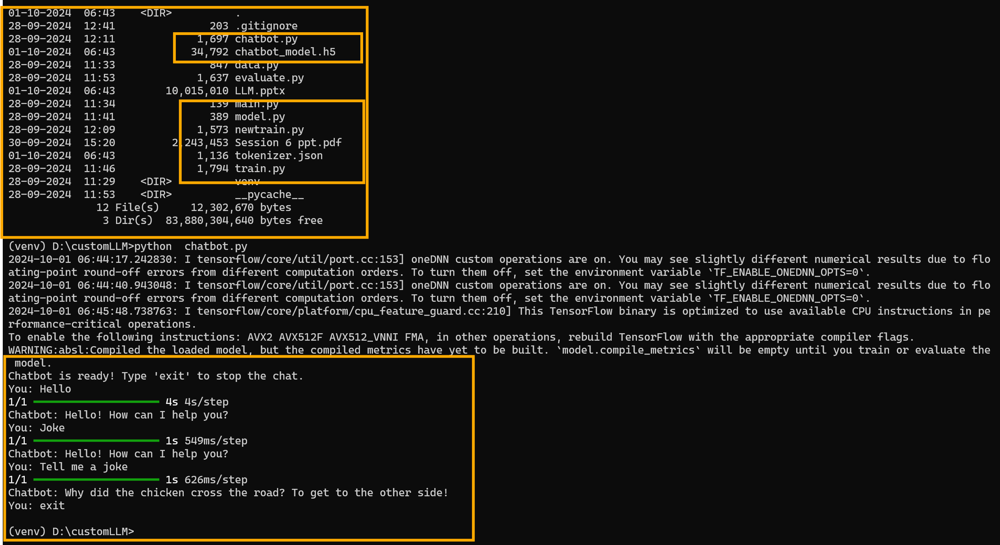 01-10-2024  06:43    <DIR>          .
28-09-2024  12:41               203 .gitignore
28-09-2024  12:11             1,697 chatbot.py
01-10-2024  06:43            34,792 chatbot_model.h5
28-09-2024  11:33               847 data.py
28-09-2024  11:53             1,637 evaluate.py
01-10-2024  06:43        10,015,010 LLM.pptx
28-09-2024  11:34               139 main.py
28-09-2024  11:41               389 model.py
28-09-2024  12:09             1,573 newtrain.py
30-09-2024  15:20         2,243,453 Session 6 ppt.pdf
01-10-2024  06:43             1,136 tokenizer.json
28-09-2024  11:46             1,794 train.py
28-09-2024  11:29    <DIR>          venv
28-09-2024  11:53    <DIR>          __pycache__
              12 File(s)     12,302,670 bytes
               3 Dir(s)  83,880,304,640 bytes free
(venv) D:\customLLM>python  chatbot.py
2024-10-01 06:44:17.242830: I tensorflow/core/util/port.cc:153] oneDNN custom operations are on. You may see slightly different numerical results due to flo
ating-point round-off errors from different computation orders. To turn them off, set the environment variable `TF_ENABLE_ONEDNN_OPTS=0`.
2024-10-01 06:44:40.943048: I tensorflow/core/util/port.cc:153] oneDNN custom operations are on. You may see slightly different numerical results due to flo
ating-point round-off errors from different computation orders. To turn them off, set the environment variable `TF_ENABLE_ONEDNN_OPTS=0`.
2024-10-01 06:45:48.738763: I tensorflow/core/platform/cpu_feature_guard.cc:210] This TensorFlow binary is optimized to use available CPU instructions in pe
rformance-critical operations.
To enable the following instructions: AVX2 AVX512F AVX512_VNNI FMA, in other operations, rebuild TensorFlow with the appropriate compiler flags.
WARNING:absl:Compiled the loaded model, but the compiled metrics have yet to be built. `model.compile_metrics` will be empty until you train or evaluate the
 model.
Chatbot is ready! Type 'exit' to stop the chat.
You: Hello
1/1 4s 4s/step
Chatbot: Hello! How can I help you?
You: Joke
1/1 1s 549ms/step
Chatbot: Hello! How can I help you?
You: Tell me a joke
1/1 1s 626ms/step
Chatbot: Why did the chicken cross the road? To get to the other side!
You: exit
(venv) D:\customLLM>